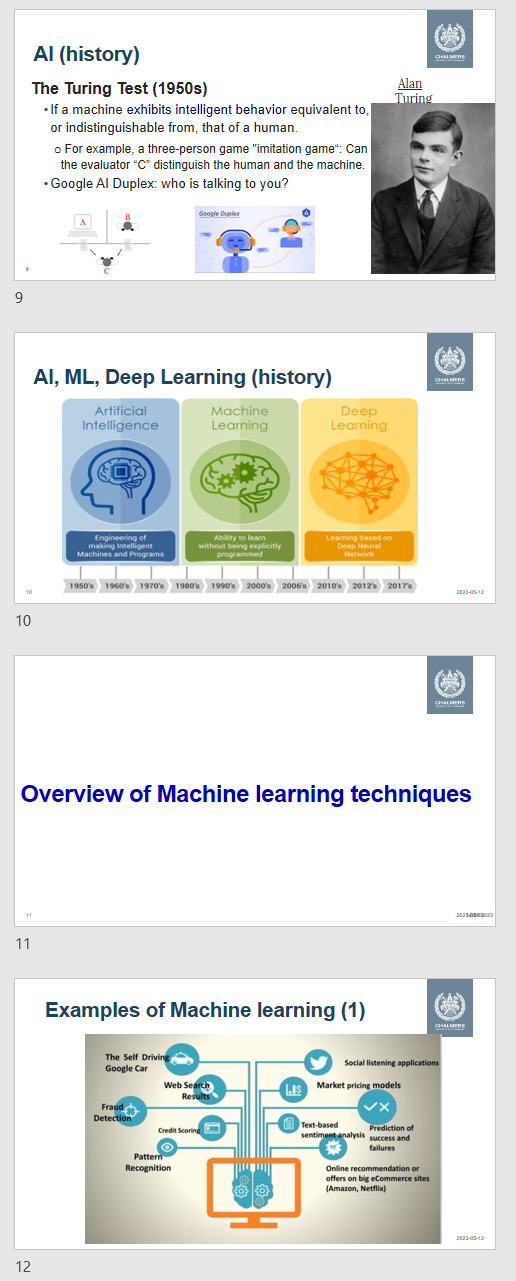 AI (history)
CHALMERS
The Turing Test (1950s)
Alan
Turing
• If a machine exhibits intelligent behavior equivalent to,
or indistinguishable from, that of a human.
o For example, a three-person game "imitation game“: Can
the evaluator “C” distinguish the human and the machine.
• Google AI Duplex: who is talking to you?
A
B
C
Google Duplex
9
9
AI, ML, Deep Learning (history)
CHALMERS
Artificial
Intelligence
Machine
Learning
Deep
Learning
Engineering of
making Intelligent
Machines and Programs
Ability to learn
without being explicitly
programmed
Learning based on
Deep Neural
Network
1950's 1960's 1970's 1980's 1990's 2000's 2006's 2010's 2012's 2017's
10
2023-05-12
10
CHALMERS
Overview of Machine learning techniques
11
11
Examples of Machine learning (1)
CHALMERS
The Self Driving
Google Car
Social listening applications
Web Search
Results
Market pricing models
Fraud
Detection
Credit Scoring
Text-based
sentiment analysis
Prediction of
success and
failures
Pattern
Recognition
Online recommendation or
offers on big eCommerce sites
(Amazon, Netflix)
2023-05-12
12